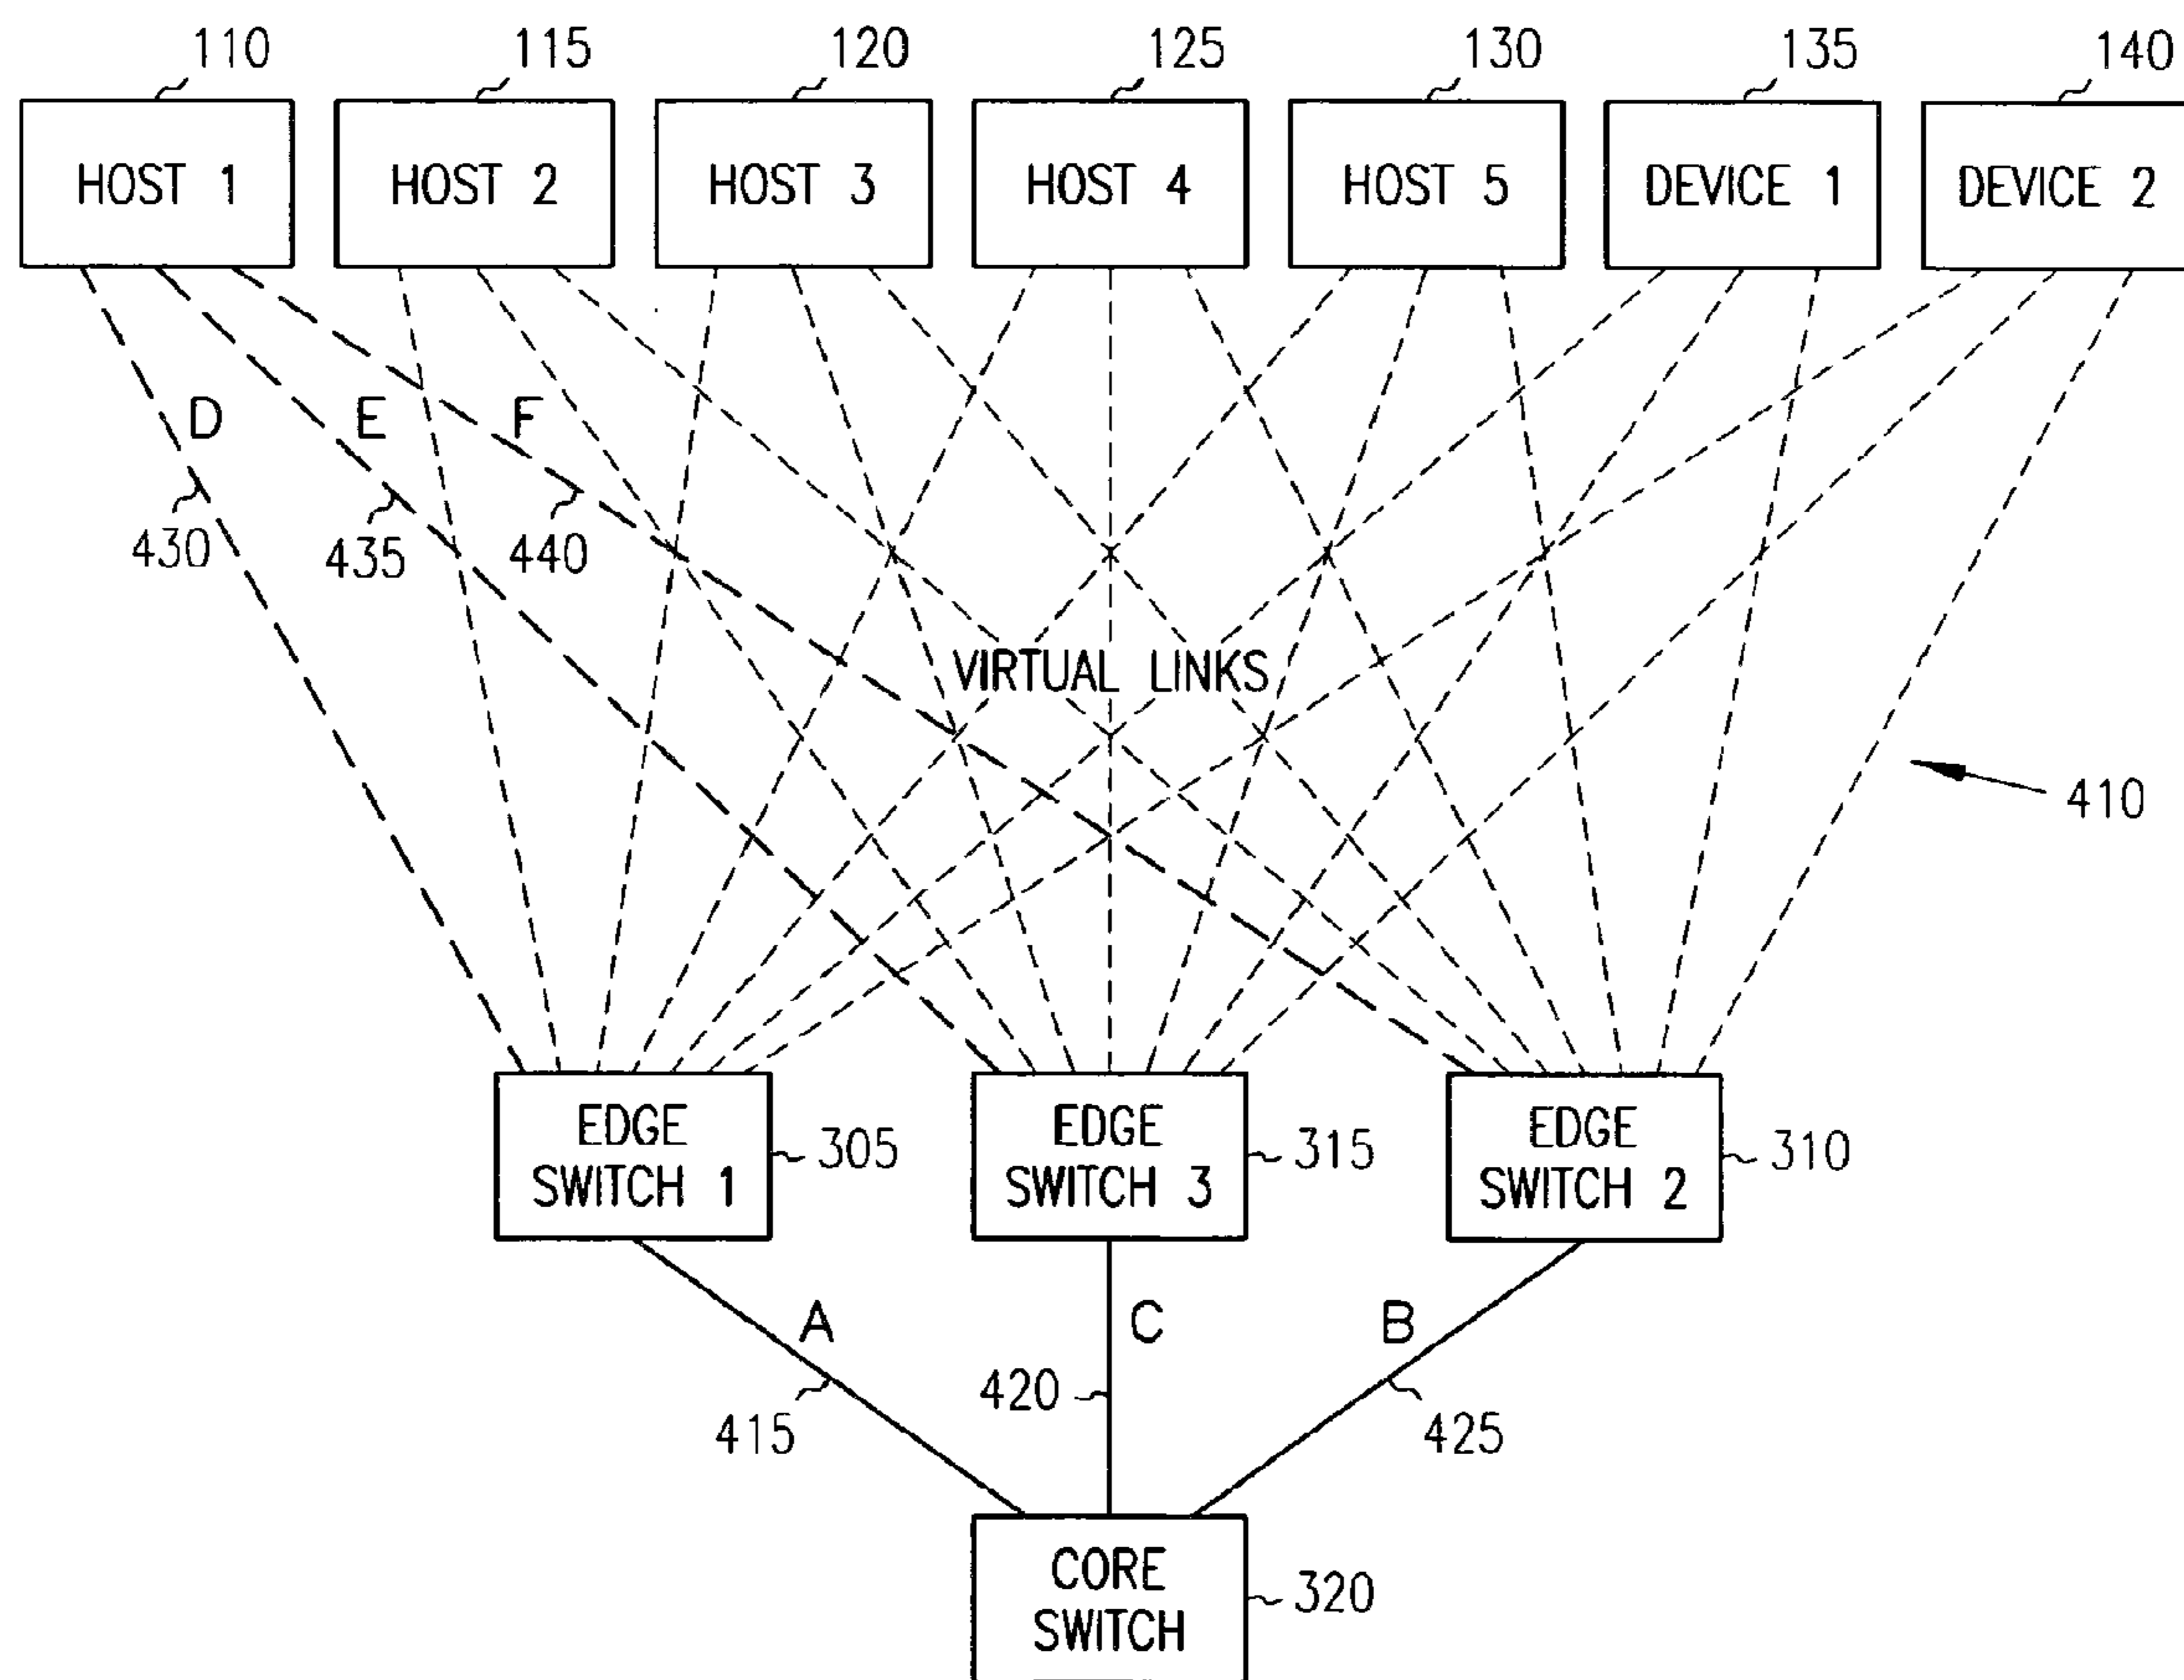 110 115 120 125 130 135 140
HOST 1 HOST 2 HOST 3 HOST 4 HOST 5 DEVICE 1 DEVICE 2
D E F
430 435 440
VIRTUAL LINKS
410
EDGE SWITCH 1
305
EDGE SWITCH 3
315
EDGE SWITCH 2
310
A C B
415 420 425
CORE
SWITCH
320